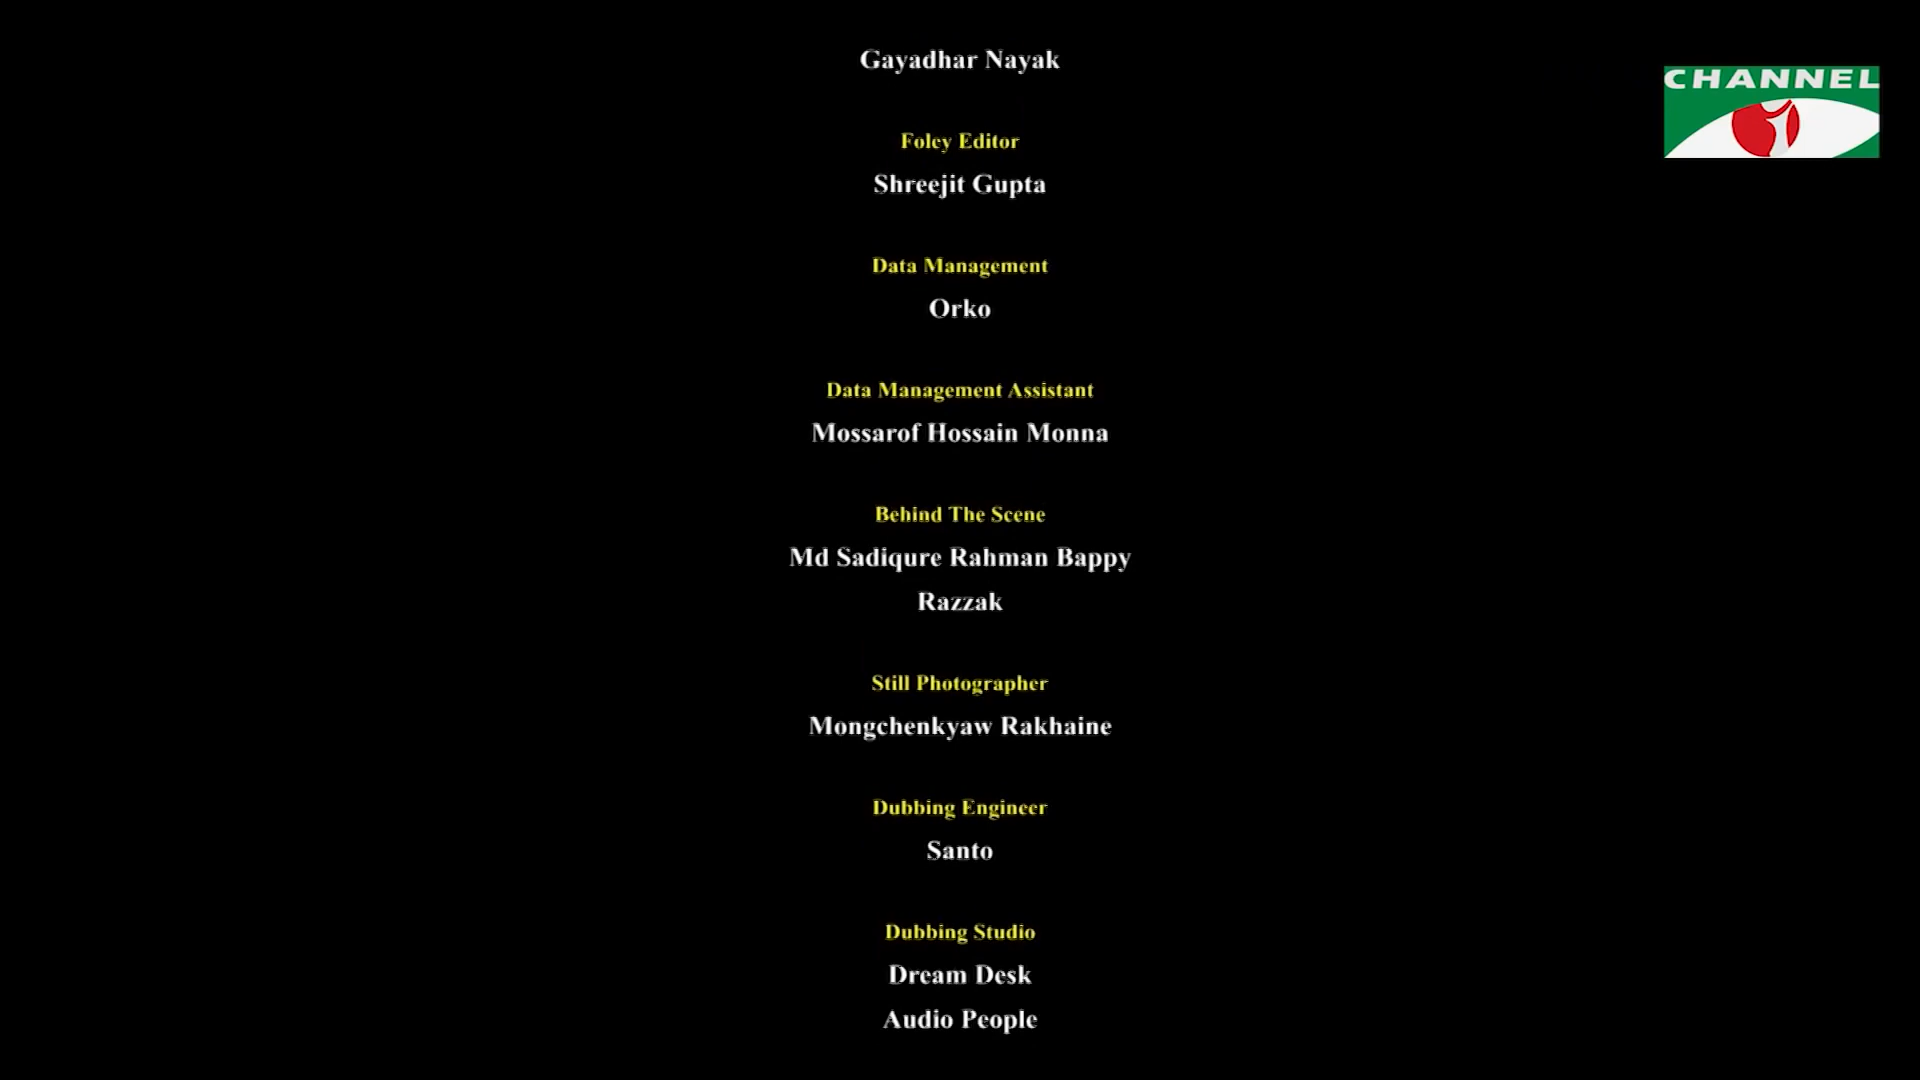 Gayadhar Nayak
CHANNEL
Foley Editor
Shreejit Gupta
Data Management
Orko
Data Management Assistant
Mossarof Hossain Monna
Behind The Scene
Md Sadiqure Rahman Bappy
Razzak
Still Photographer
Mongchenkyaw Rakhaine
Dubbing Engineer
Santo
Dubbing Studio
Dream Desk
Audio People